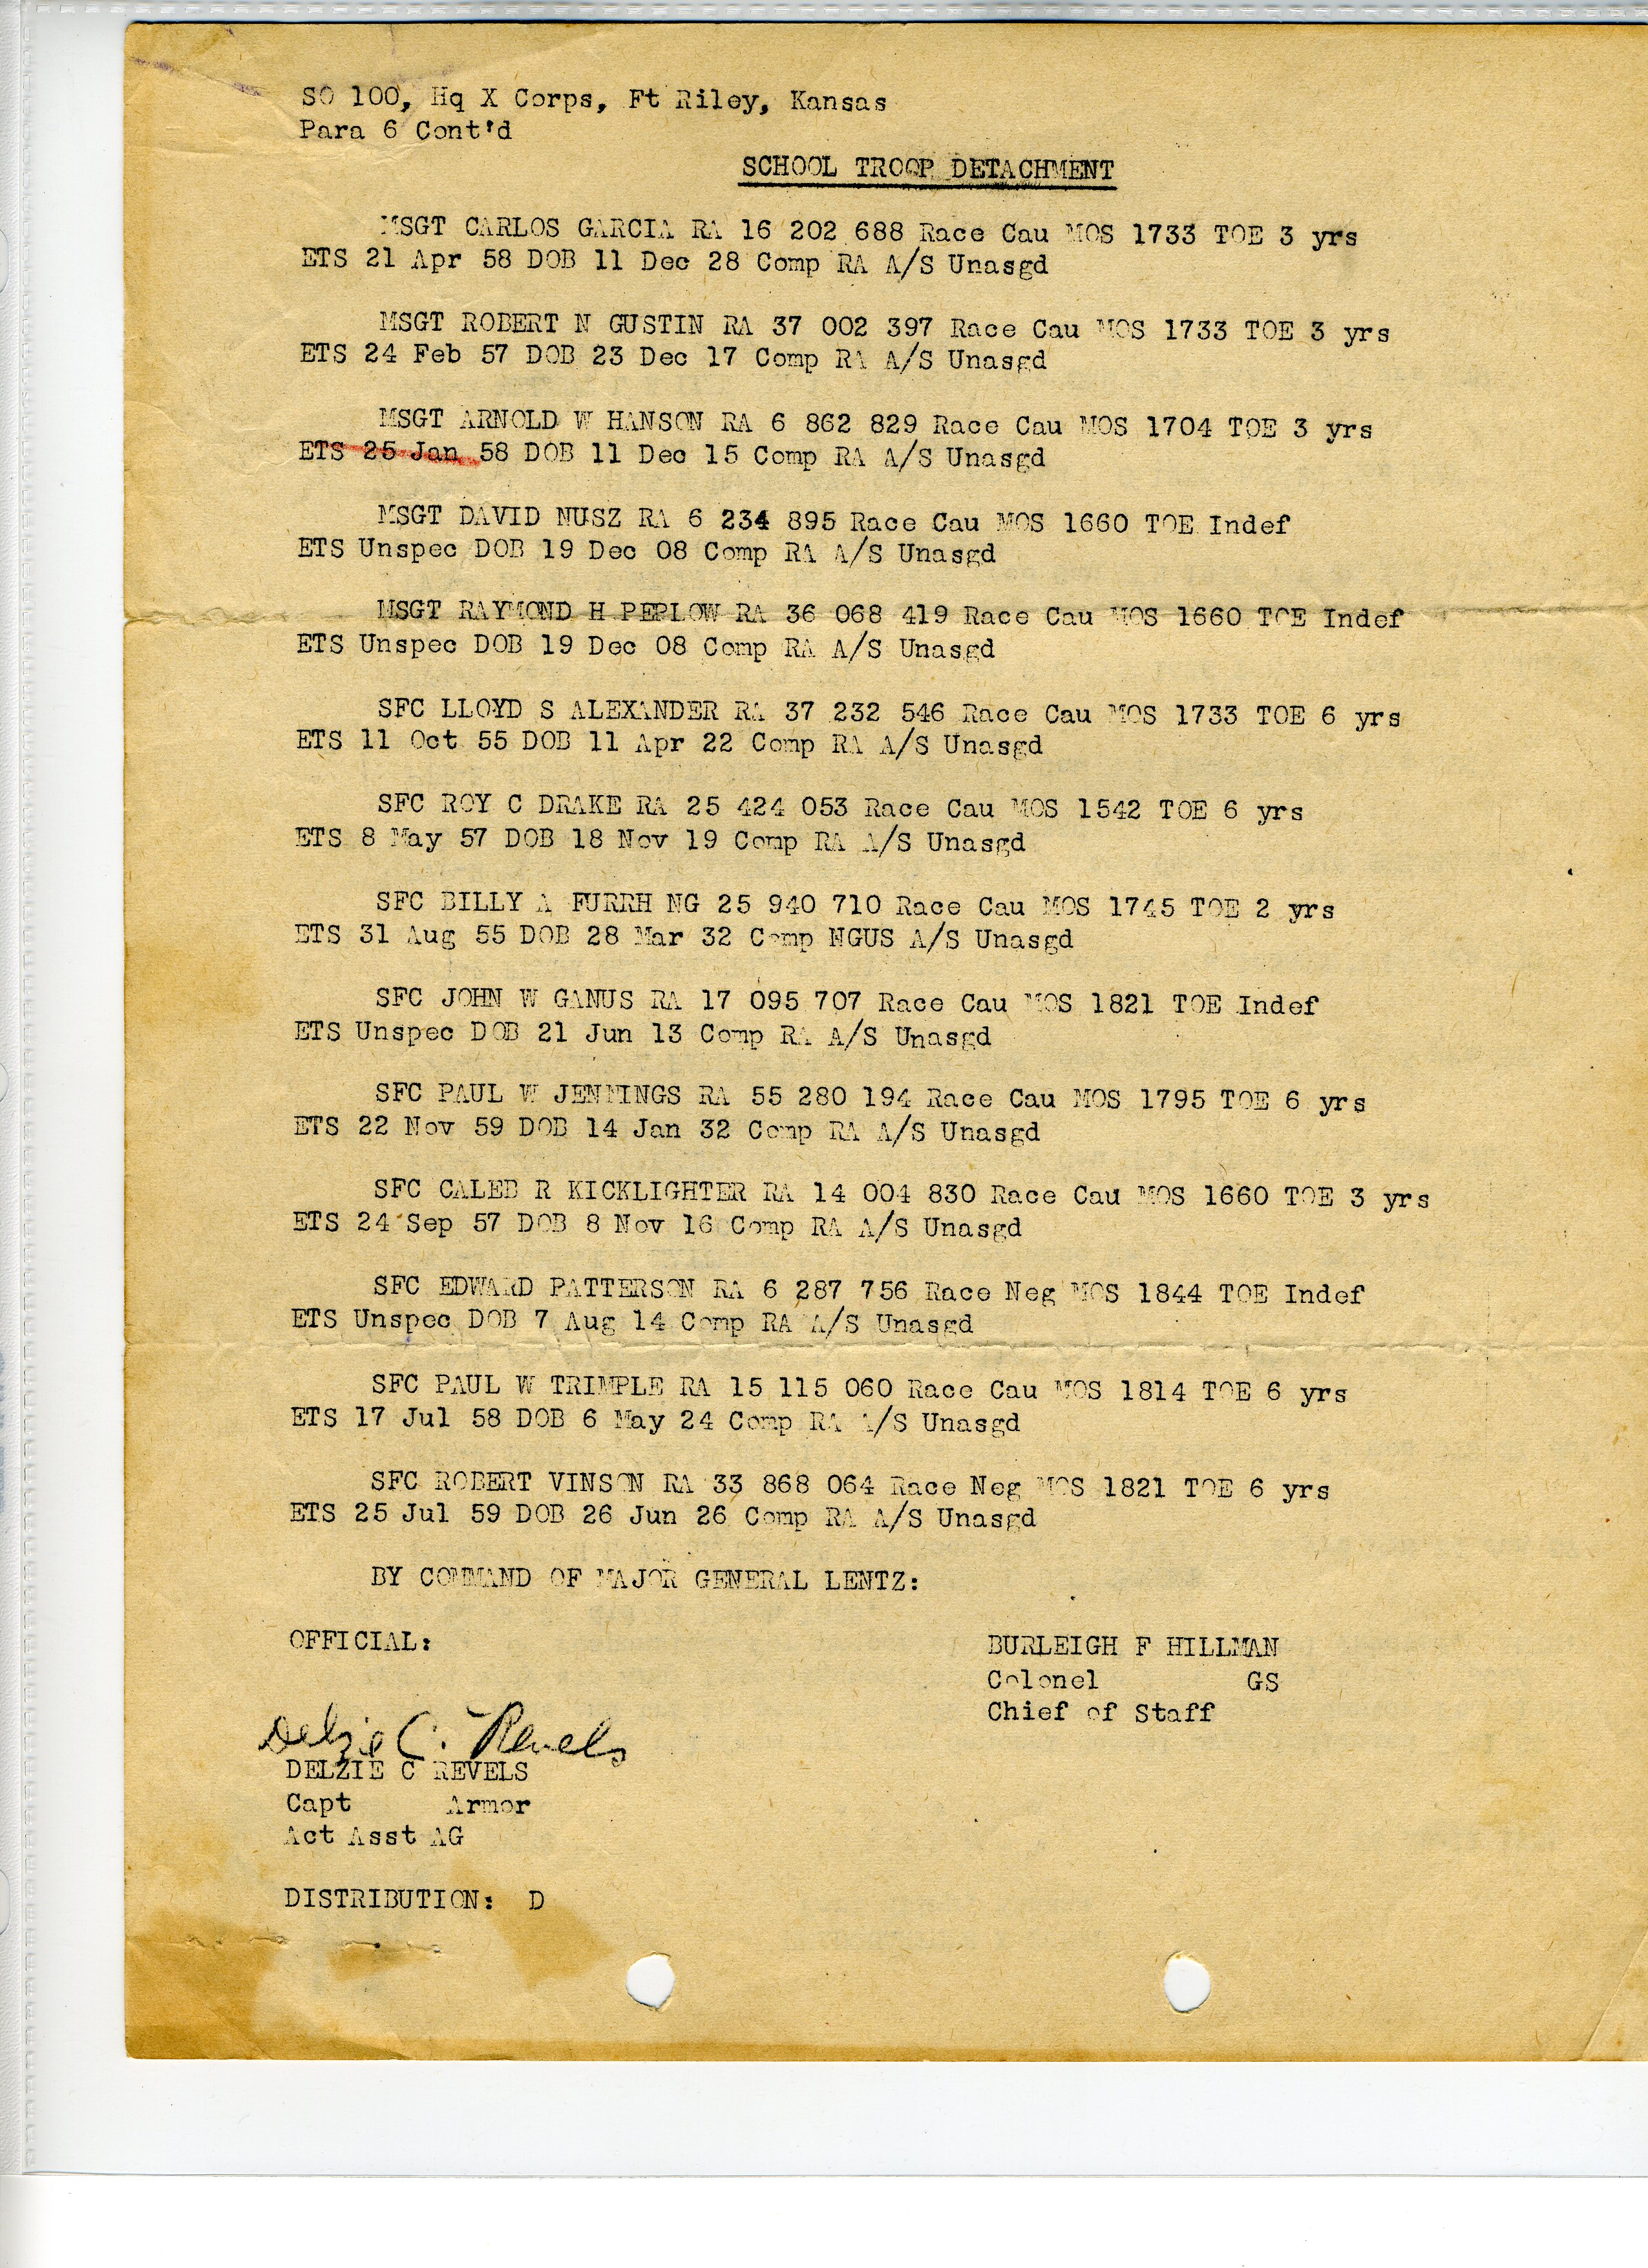 SO 100, Hq X Corps, Ft Riley, Kansas
Para 6 Cont'd
SCHOOL TROOP DETACHMENT
MSGT CARLOS GARCIA RA 16 202 688 Race Cau MOS 1733 TOE 3 yrs
ETS 21 Apr 58 DOB 11 Dec 28 Comp RA A/S Unasgd
MSGT ROBERT N GUSTIN RA 37 002 397 Race Cau MOS 1733 TOE 3 yrs
ETS 24 Feb 57 DOB 23 Dec 17 Comp RA A/S Unasgd
MSGT ARNOLD W HANSON RA 6 862 829 Race Cau MOS 1704 TOE 3 yrs
ETS 25 Jan 58 DOB 11 Dec 15 Comp RA A/S Unasgd
MSGT DAVID NUSZ RA 6 234 895 Race Cau MOS 1660 TOE Indef
ETS Unspec DOB 19 Dec 08 Comp RA A/S Unasgd
MSGT RAYMOND H PEPLOW RA 36 068 419 Race Cau MOS 1660 TOE Indef
ETS Unspec DOB 19 Dec 08 Comp RA A/S Unasgd
SFC LLOYD S ALEXANDER RA 37 232 546 Race Cau MOS 1733 TOE 6 yrs
ETS 11 Oct 55 DOB 11 Apr 22 Comp RA A/S Unasgd
SFC ROY C DRAKE RA 25 424 053 Race Cau MOS 1542 TOE 6 yrs
ETS 8 May 57 DOB 18 Nov 19 Comp RA A/S Unasgd
SFC BILLY A FURRH NG 25 940 710 Race Cau MOS 1745 TOE 2 yrs
ETS 31 Aug 55 DOB 28 Mar 32 Comp NGUS A/S Unasgd
SFC JOHN W GANUS RA 17 095 707 Race Cau MOS 1821 TOE Indef
ETS Unspec DOB 21 Jun 13 Comp RA A/S Unasgd
SFC PAUL W JENNINGS RA 55 280 194 Race Cau MOS 1795 TOE 6 yrs
ETS 22 Nov 59 DOB 14 Jan 32 Comp RA A/S Unasgd
SFC CALEB R KICKLIGHTER RA 14 004 830 Race Cau MOS 1660 TOE 3 yrs
ETS 24 Sep 57 DOB 8 Nov 16 Comp RA A/S Unasgd
SFC EDWARD PATTERSON RA 6 287 756 Race Neg MOS 1844 TOE Indef
ETS Unspec DOB 7 Aug 14 Comp RA A/S Unasgd
SFC PAUL W TRIMPLE RA 15 115 060 Race Cau MOS 1814 TOE 6 yrs
ETS 17 Jul 58 DOB 6 May 24 Comp RA A/S Unasgd
SFC ROBERT VINSON RA 33 868 064 Race Neg MOS 1821 TOE 6 yrs
ETS 25 Jul 59 DOB 26 Jun 26 Comp RA A/S Unasgd
BY COMMAND OF MAJOR GENERAL LENTZ:
OFFICIAL:
BURLEIGH F HILLMAN
Colonel GS
Chief of Staff
Delzie C. Revels
DELZIE C REVELS
Capt Armor
Act Asst AG
DISTRIBUTION: D